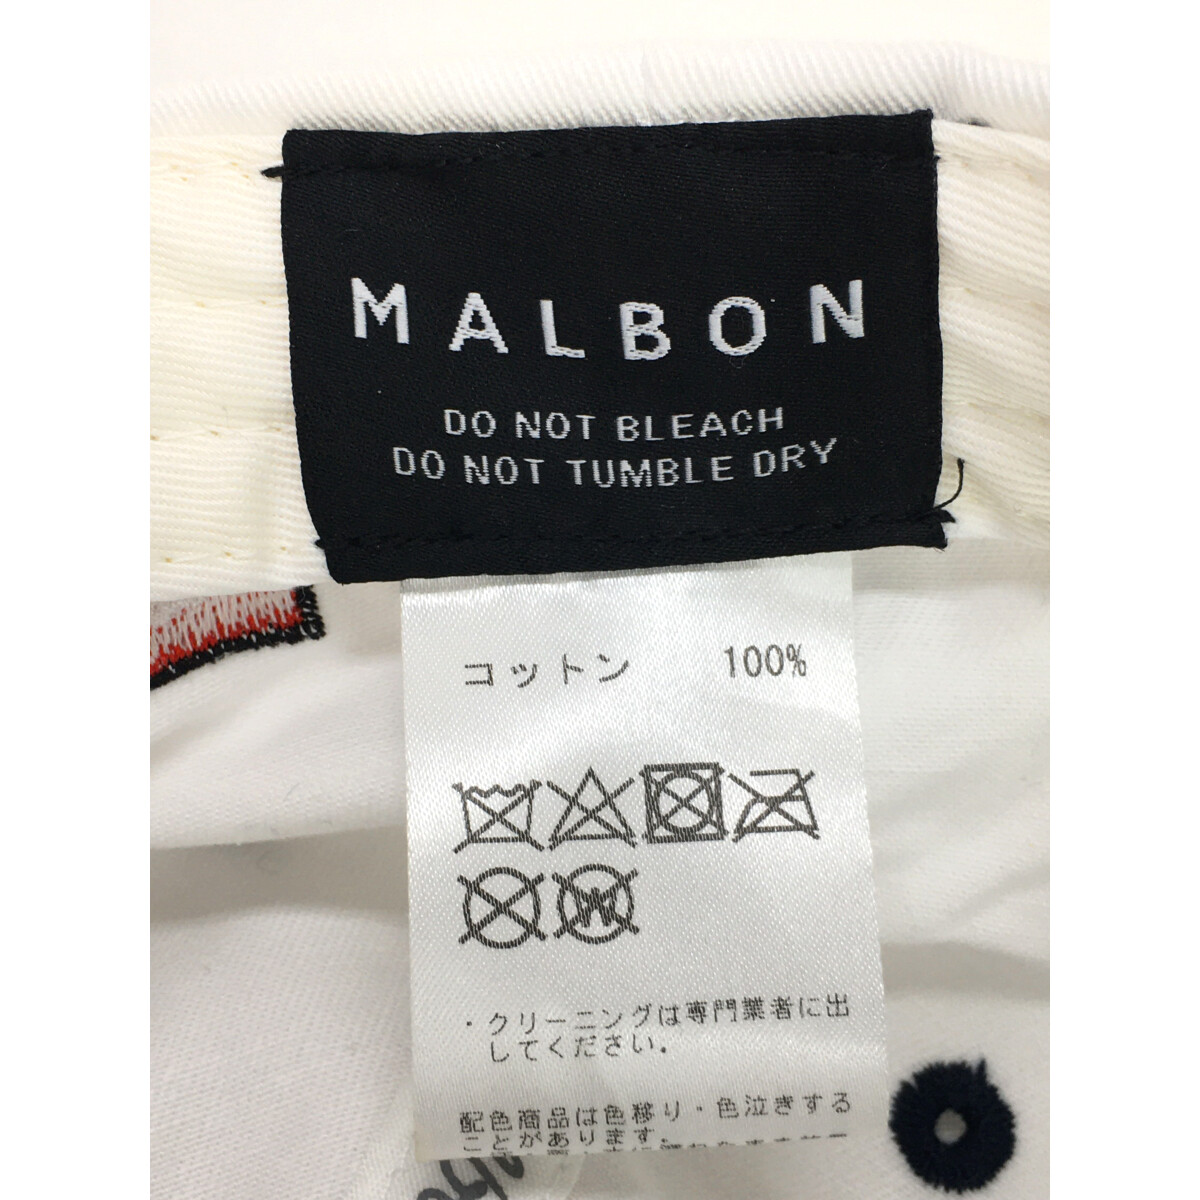 MALBON
DO NOT BLEACH
DO NOT TUMBLE DRY
コットン 100%
W
・クリーニングは専門業者に出
してください。
配色商品は色移り・色泣きする
ことがあります。